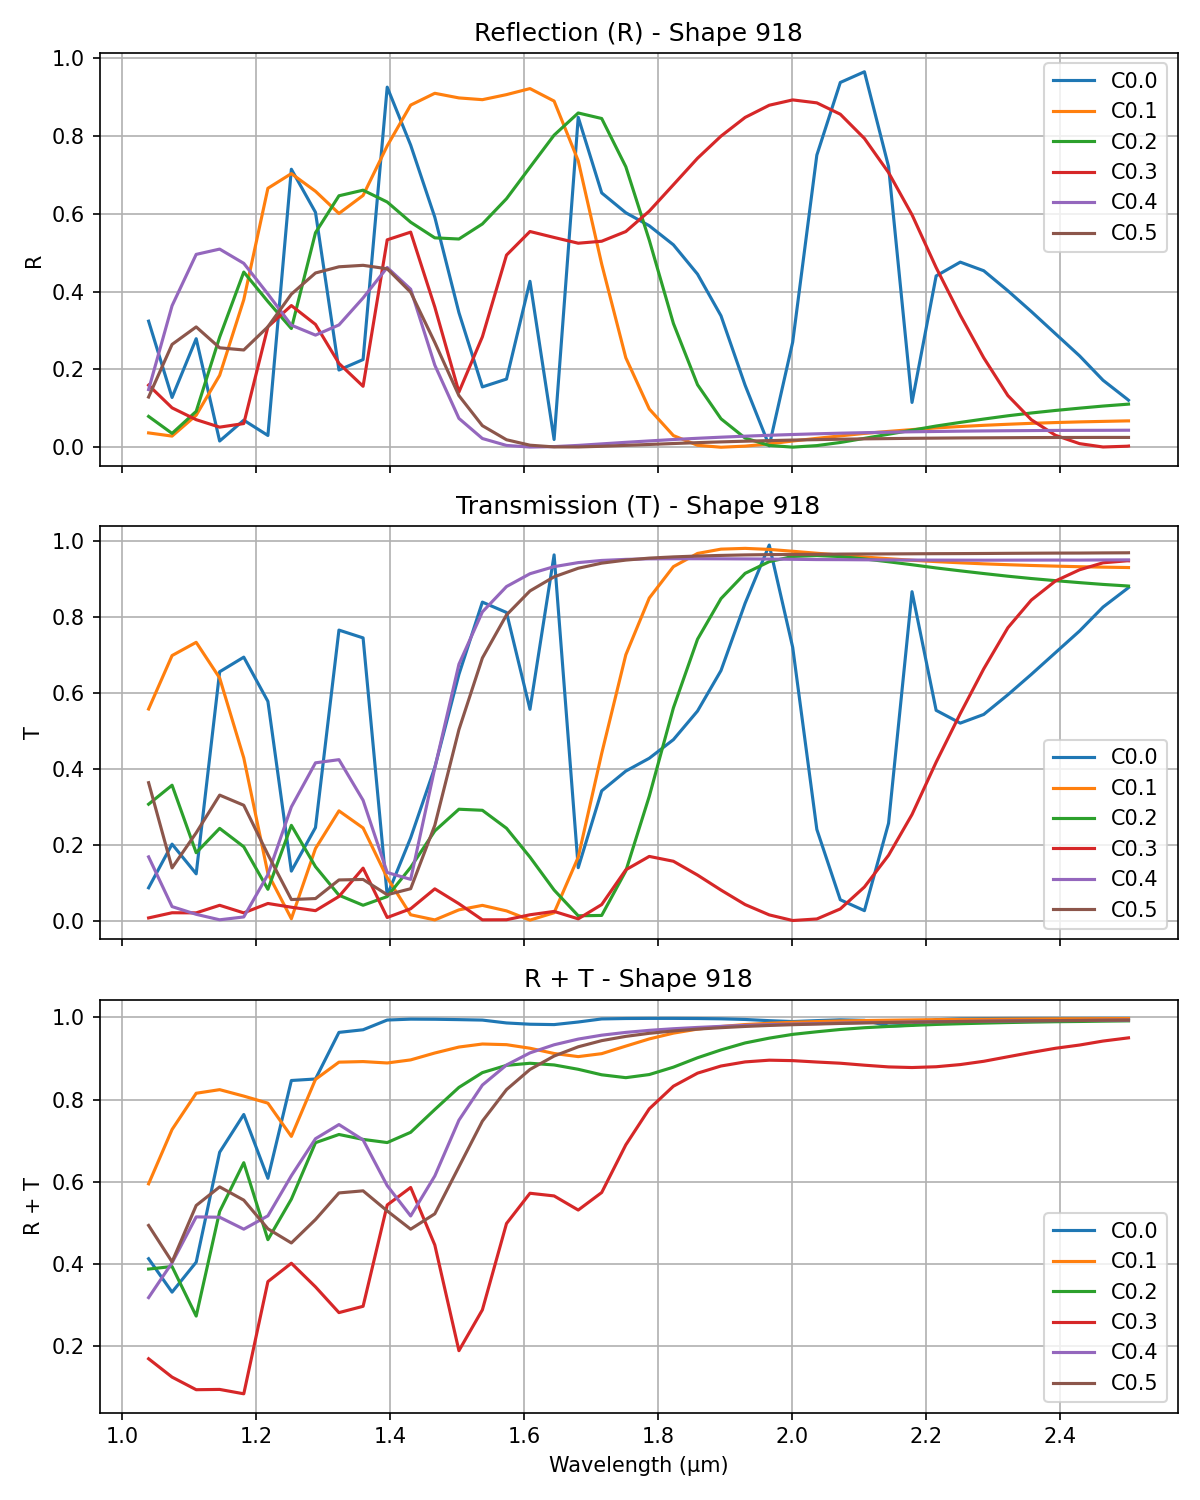 Reflection (R) - Shape 918
1.0
0.8
0.6
0.4
0.2
0.0
R
C0.0
C0.1
C0.2
C0.3
C0.4
C0.5
Transmission (T) - Shape 918
1.0
0.8
0.6
0.4
0.2
0.0
T
C0.0
C0.1
C0.2
C0.3
C0.4
C0.5
R + T - Shape 918
1.0
0.8
0.6
0.4
0.2
R + T
C0.0
C0.1
C0.2
C0.3
C0.4
C0.5
1.0 1.2 1.4 1.6 1.8 2.0 2.2 2.4
Wavelength (µm)